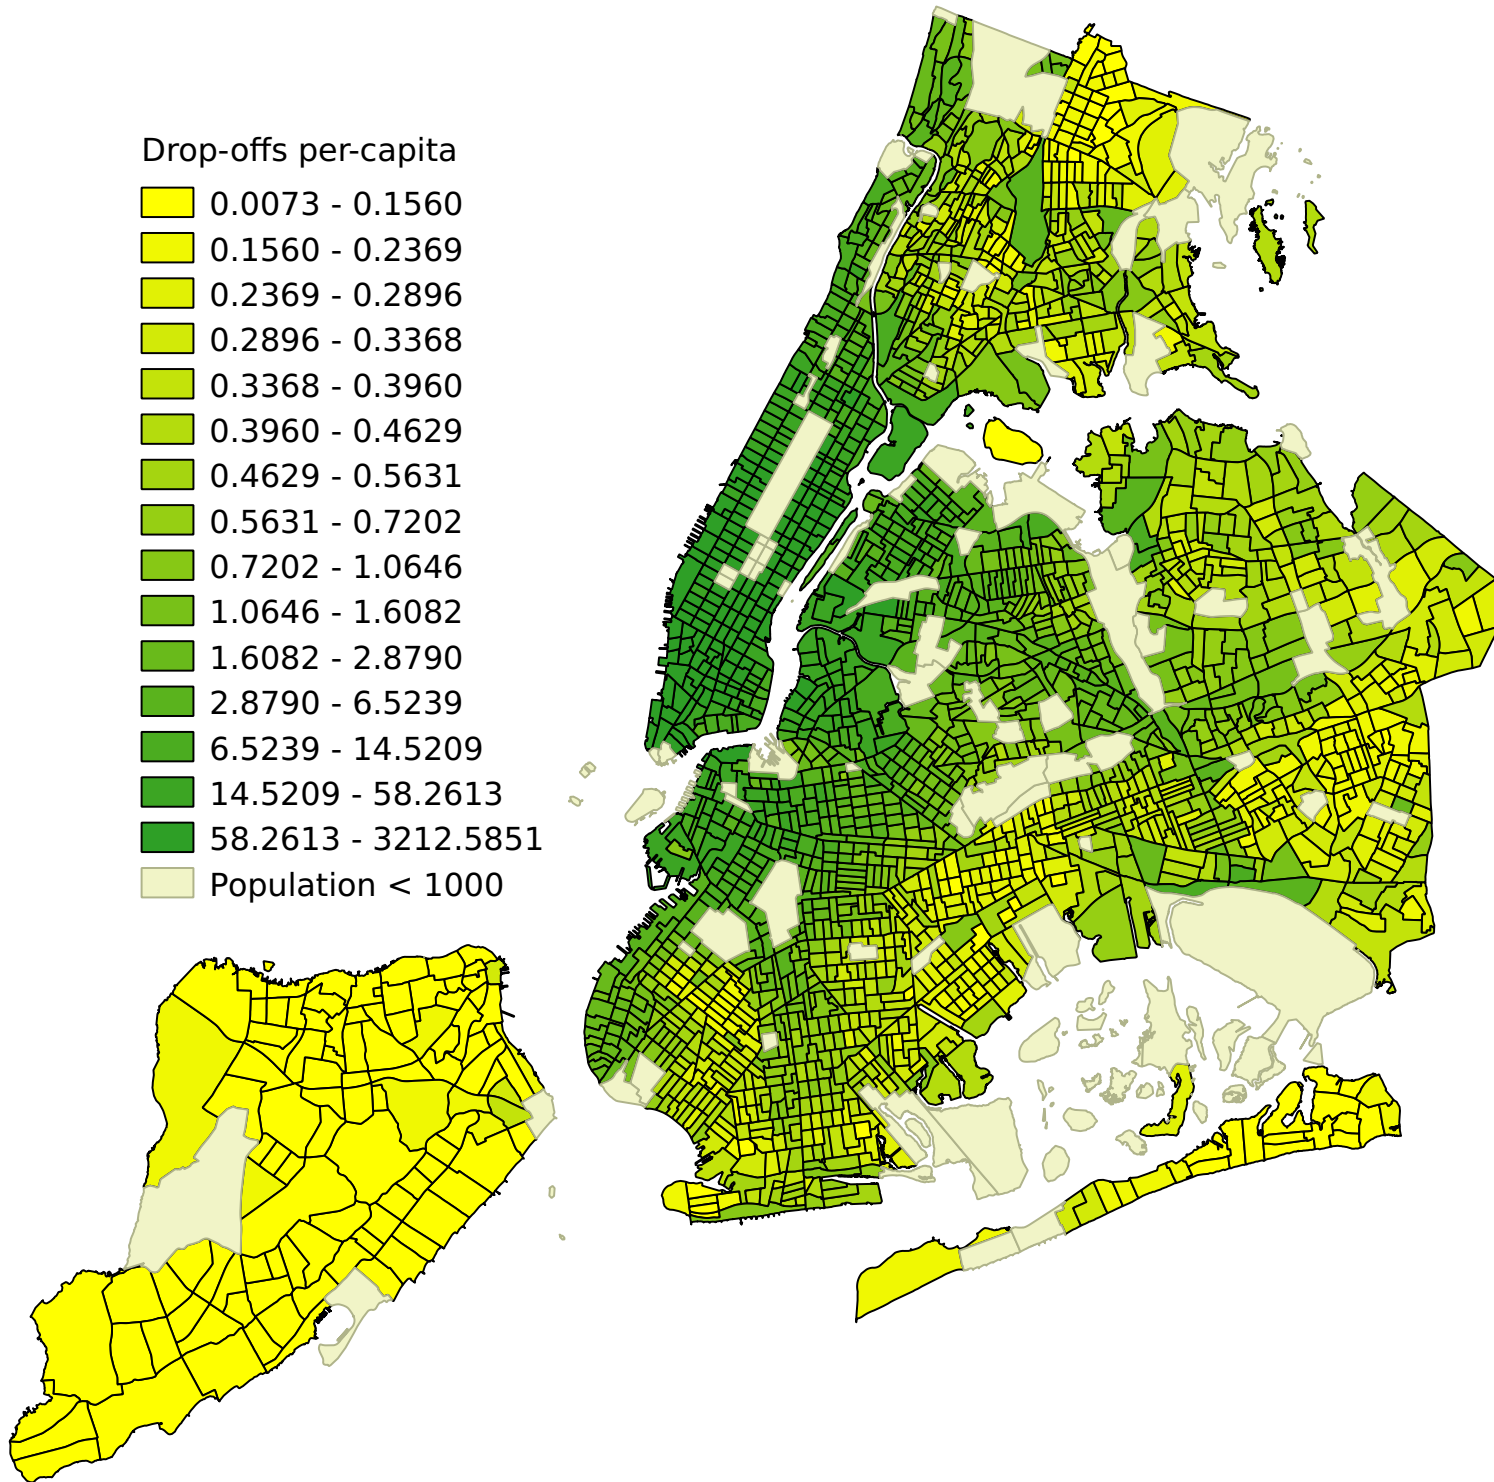 Drop-offs per-capita
0.0073 - 0.1560
0.1560 - 0.2369
0.2369 - 0.2896
0.2896 - 0.3368
0.3368 - 0.3960
0.3960 - 0.4629
0.4629 - 0.5631
0.5631 - 0.7202
0.7202 - 1.0646
1.0646 - 1.6082
1.6082 - 2.8790
2.8790 - 6.5239
6.5239 - 14.5209
14.5209 - 58.2613
58.2613 - 3212.5851
Population < 1000